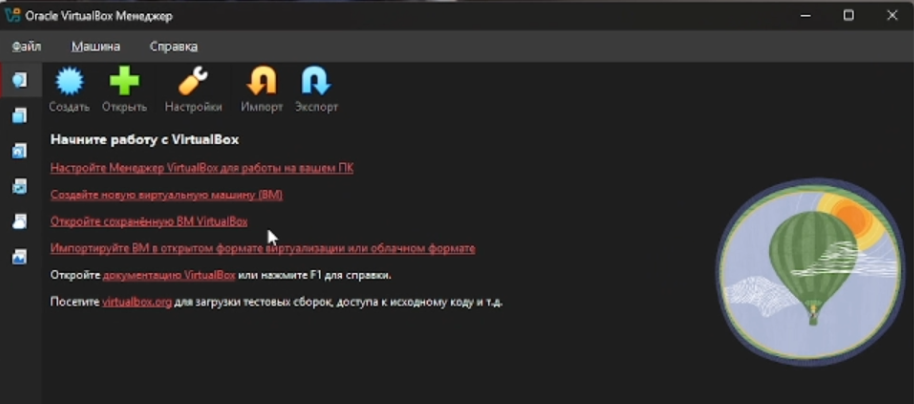 Oracle VirtualBox Менеджер
Файл Машина Справка
Создать Открыть Настройки Импорт Экспорт
Начните работу с VirtualBox
Настройте Менеджер VirtualBox для работы на вашем ПК
Создайте новую виртуальную машину (ВМ)
Откройте сохранённую ВМ VirtualBox
Импортируйте ВМ в открытом формате виртуализации или облачном формате
Откройте документацию VirtualBox или нажмите F1 для справки.
Посетите virtualbox.org для загрузки тестовых сборок, доступа к исходному коду и т.д.